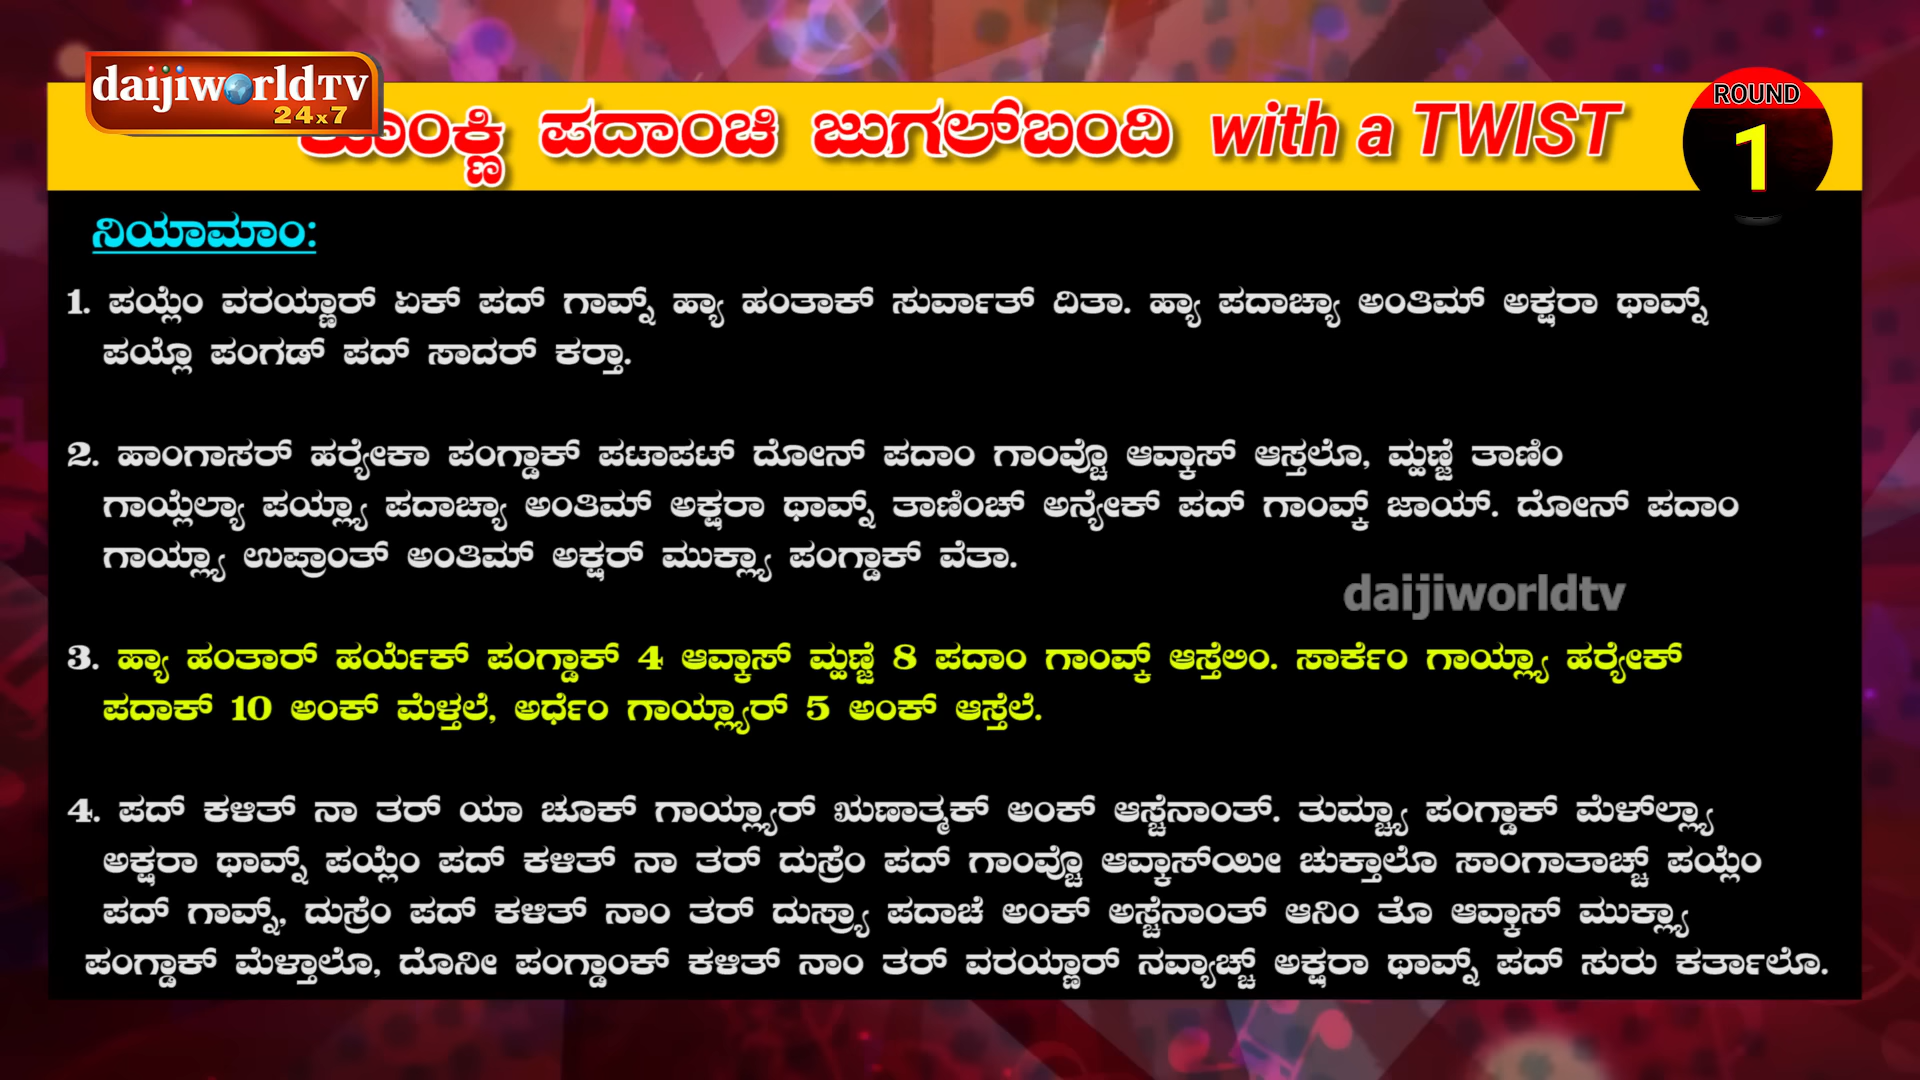 daijiworldTV
24x7
ಪದಾಂಚಿ ಜುಗಲ್‌ಬಂದಿ with a TWIST
ROUND
1
ನಿಯಾಮಾಂ:
1. ಪಯ್ಲೆಂ ವರಯ್ಣಾರ್ ಏಕ್ ಪದ್ ಗಾವ್ನ್ ಹ್ಯಾ ಹಂತಾಕ್ ಸುರ್ವಾತ್ ದಿತಾ. ಹ್ಯಾ ಪದಾಚ್ಯಾ ಅಂತಿಮ್ ಅಕ್ಷರಾ ಥಾವ್ನ್
ಪಯ್ಲೊ ಪಂಗಡ್ ಪದ್ ಸಾದರ್ ಕರ‍್ತಾ.
2. ಹಾಂಗಾಸರ್ ಹರ‍್ಯೇಕಾ ಪಂಗ್ಡಾಕ್ ಪಟಾಪಟ್ ದೋನ್ ಪದಾಂ ಗಾಂವ್ಚೊ ಆವ್ಕಾಸ್ ಆಸ್ತಲೊ, ಮ್ಹಣ್ಜೆ ತಾಣಿಂ
ಗಾಯ್ಲೆಲ್ಯಾ ಪಯ್ಲ್ಯಾ ಪದಾಚ್ಯಾ ಅಂತಿಮ್ ಅಕ್ಷರಾ ಥಾವ್ನ್ ತಾಣಿಂಚ್ ಅನ್ಯೇಕ್ ಪದ್ ಗಾಂವ್ಕ್ ಜಾಯ್. ದೋನ್ ಪದಾಂ
ಗಾಯ್ಲ್ಯಾ ಉಪ್ರಾಂತ್ ಅಂತಿಮ್ ಅಕ್ಷರ್ ಮುಕ್ಲ್ಯಾ ಪಂಗ್ಡಾಕ್ ವೆತಾ.
daijiworldtv
3. ಹ್ಯಾ ಹಂತಾರ್ ಹರ್ಯೆಕ್ ಪಂಗ್ಡಾಕ್ 4 ಆವ್ಕಾಸ್ ಮ್ಹಣ್ಜೆ 8 ಪದಾಂ ಗಾಂವ್ಕ್ ಆಸ್ತೆಲಿಂ. ಸಾರ್ಕೆಂ ಗಾಯ್ಲ್ಯಾ ಹರ‍್ಯೇಕ್
ಪದಾಕ್ 10 ಅಂಕ್ ಮೆಳ್ತಲೆ, ಅರ್ಧೆಂ ಗಾಯ್ಲ್ಯಾರ್ 5 ಅಂಕ್ ಆಸ್ತೆಲೆ.
4. ಪದ್ ಕಳಿತ್ ನಾ ತರ್ ಯಾ ಚೂಕ್ ಗಾಯ್ಲ್ಯಾರ್ ಋಣಾತ್ಮಕ್ ಅಂಕ್ ಆಸ್ಚೆನಾಂತ್. ತುಮ್ಚ್ಯಾ ಪಂಗ್ಡಾಕ್ ಮೆಳ್‌ಲ್ಲ್ಯಾ
ಅಕ್ಷರಾ ಥಾವ್ನ್ ಪಯ್ಲೆಂ ಪದ್ ಕಳಿತ್ ನಾ ತರ್ ದುಸ್ರೆಂ ಪದ್ ಗಾಂವ್ಚೊ ಆವ್ಕಾಸ್‌ಯೀ ಚುಕ್ತಾಲೊ ಸಾಂಗಾತಾಚ್ಚ್ ಪಯ್ಲೆಂ
ಪದ್ ಗಾವ್ನ್, ದುಸ್ರೆಂ ಪದ್ ಕಳಿತ್ ನಾಂ ತರ್ ದುಸ್ರ್ಯಾ ಪದಾಚೆ ಅಂಕ್ ಅಸ್ಚೆನಾಂತ್ ಆನಿಂ ತೊ ಆವ್ಕಾಸ್ ಮುಕ್ಲ್ಯಾ
ಪಂಗ್ಡಾಕ್ ಮೆಳ್ತಾಲೊ, ದೊನೀ ಪಂಗ್ಡಾಂಕ್ ಕಳಿತ್ ನಾಂ ತರ್ ವರಯ್ಣಾರ್ ನವ್ಯಾಚ್ಚ್ ಅಕ್ಷರಾ ಥಾವ್ನ್ ಪದ್ ಸುರು ಕರ್ತಾಲೊ.